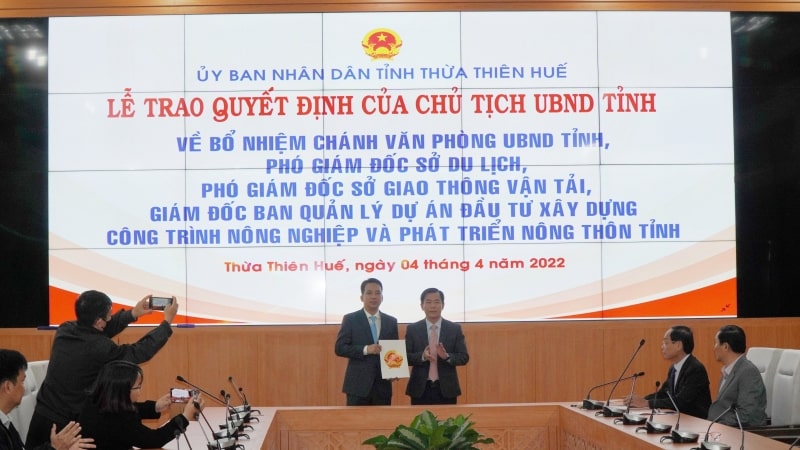 ỦY BAN NHÂN DÂN TỈNH THỪA THIÊN HUẾ
LỄ TRAO QUYẾT ĐỊNH CỦA CHỦ TỊCH UBND TỈNH
VỀ BỔ NHIỆM CHÁNH VĂN PHÒNG UBND TỈNH,
PHÓ GIÁM ĐỐC SỞ DU LỊCH,
PHÓ GIÁM ĐỐC SỞ GIAO THÔNG VẬN TẢI,
GIÁM ĐỐC BAN QUẢN LÝ DỰ ÁN ĐẦU TƯ XÂY DỰNG
CÔNG TRÌNH NÔNG NGHIỆP VÀ PHÁT TRIỂN NÔNG THÔN TỈNH
Thừa Thiên Huế, ngày 04 tháng 4 năm 2022